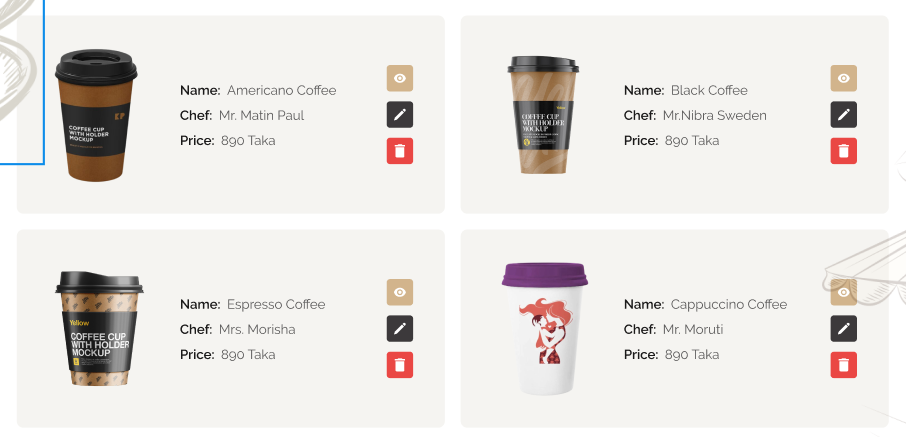 COFFEE CUP
WITH HOLDER
MOCKUP
Name: Americano Coffee
Chef: Mr. Matin Paul
Price: 890 Taka
COFFEE CUP
WITH HOLDER
MOCKUP
Name: Black Coffee
Chef: Mr.Nibra Sweden
Price: 890 Taka
Yellow
COFFEE CUP
WITH HOLDER
MOCKUP
Name: Espresso Coffee
Chef: Mrs. Morisha
Price: 890 Taka
Name: Cappuccino Coffee
Chef: Mr. Moruti
Price: 890 Taka